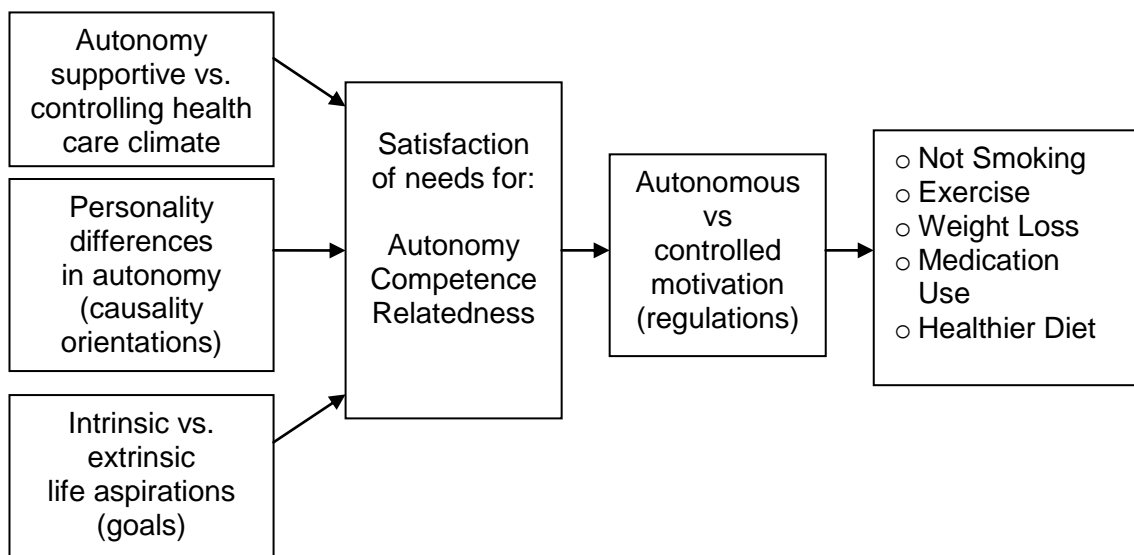 Autonomy
supportive vs.
controlling health
care climate
Personality
differences
in autonomy
(causality
orientations)
Intrinsic vs.
extrinsic
life aspirations
(goals)
Satisfaction
of needs for:
Autonomy
Competence
Relatedness
Autonomous
vs
controlled
motivation
(regulations)
○ Not Smoking
○ Exercise
○ Weight Loss
○ Medication
Use
○ Healthier Diet